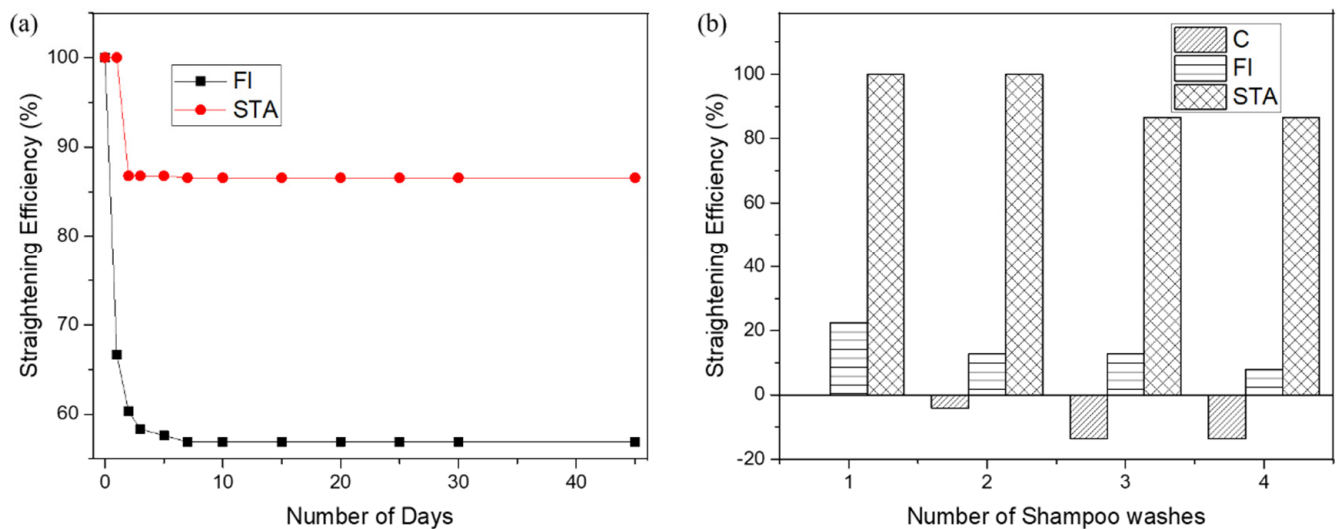 (a)
Straightening Efficiency (%)
100
90
80
70
60
FI
STA
0
10
20
30
40
Number of Days
(b)
Straightening Efficiency (%)
100
80
60
40
20
0
-20
C
FI
STA
1
2
3
4
Number of Shampoo washes